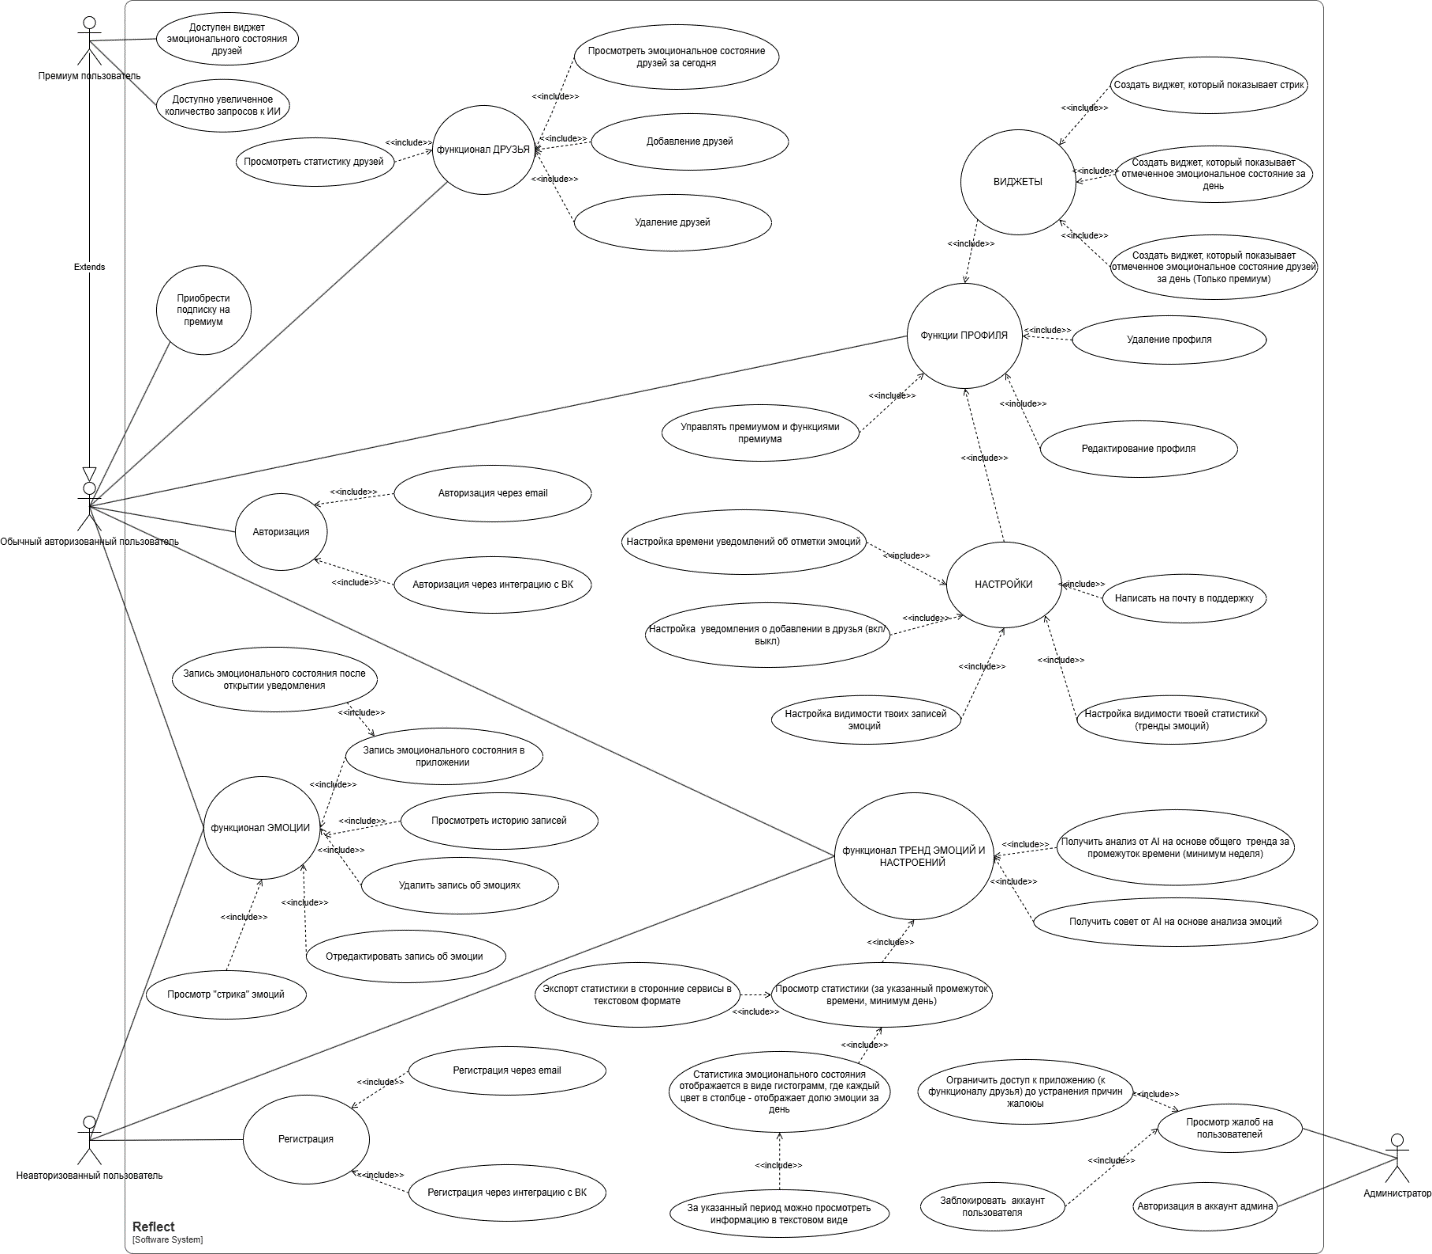 Доступен виджет
эмоционального состояния
друзей
Премиум пользователь
Доступно увеличенное
количество запросов к ИИ
Просмотреть эмоциональное состояние
друзей за сегодня
<<include>>
<<include>>
Просмотреть статистику друзей
функционал ДРУЗЬЯ
<<include>>
Добавление друзей
<<include>>
Удаление друзей
Создать виджет, который показывает стрик
<<include>>
ВИДЖЕТЫ
<<include>>
Создать виджет, который показывает
отмеченное эмоциональное состояние за
день
<<include>>
Создать виджет, который показывает
отмеченное эмоциональное состояние друзей
за день (Только премиум)
<<include>>
Extends
Приобрести
подписку на
премиум
Функции ПРОФИЛЯ
<<include>>
Удаление профиля
<<include>>
Управлять премиумом и функциями
премиума
<<include>>
Редактирование профиля
<<include>>
Обычный авторизованный пользователь
Авторизация
<<include>>
Авторизация через email
<<include>>
Авторизация через интеграцию с ВК
Настройка времени уведомлений об отметки эмоций
<<include>>
НАСТРОЙКИ
<<include>>
Написать на почту в поддержку
Настройка уведомления о добавлении в друзья (вкл/
выкл)
<<include>>
<<include>>
<<include>>
Настройка видимости твоих записей
эмоций
Настройка видимости твоей статистики
(тренды эмоций)
Запись эмоционального состояния после
открытии уведомления
<<include>>
Запись эмоционального состояния в
приложении
<<include>>
функционал ЭМОЦИИ
<<include>>
Просмотреть историю записей
<<include>>
Удалить запись об эмоциях
<<include>>
<<include>>
Отредактировать запись об эмоции
Просмотр "стрика" эмоций
функционал ТРЕНД ЭМОЦИЙ И
НАСТРОЕНИЙ
<<include>>
Получить анализ от AI на основе общего тренда за
промежуток времени (минимум неделя)
<<include>>
Получить совет от AI на основе анализа эмоций
<<include>>
Экспорт статистики в сторонние сервисы в
текстовом формате
<<include>>
Просмотр статистики (за указанный промежуток
времени, минимум день)
<<include>>
Статистика эмоционального состояния
отображается в виде гистограмм, где каждый
цвет в столбце - отображает долю эмоции за
день
<<include>>
За указанный период можно просмотреть
информацию в текстовом виде
Неавторизованный пользователь
Регистрация
<<include>>
Регистрация через email
<<include>>
Регистрация через интеграцию с ВК
Ограничить доступ к приложению (к
функционалу друзья) до устранения причин
жалоюы
<<include>>
Просмотр жалоб на
пользователей
<<include>>
Заблокировать аккаунт
пользователя
Авторизация в аккаунт админа
Администратор
Reflect
[Software System]